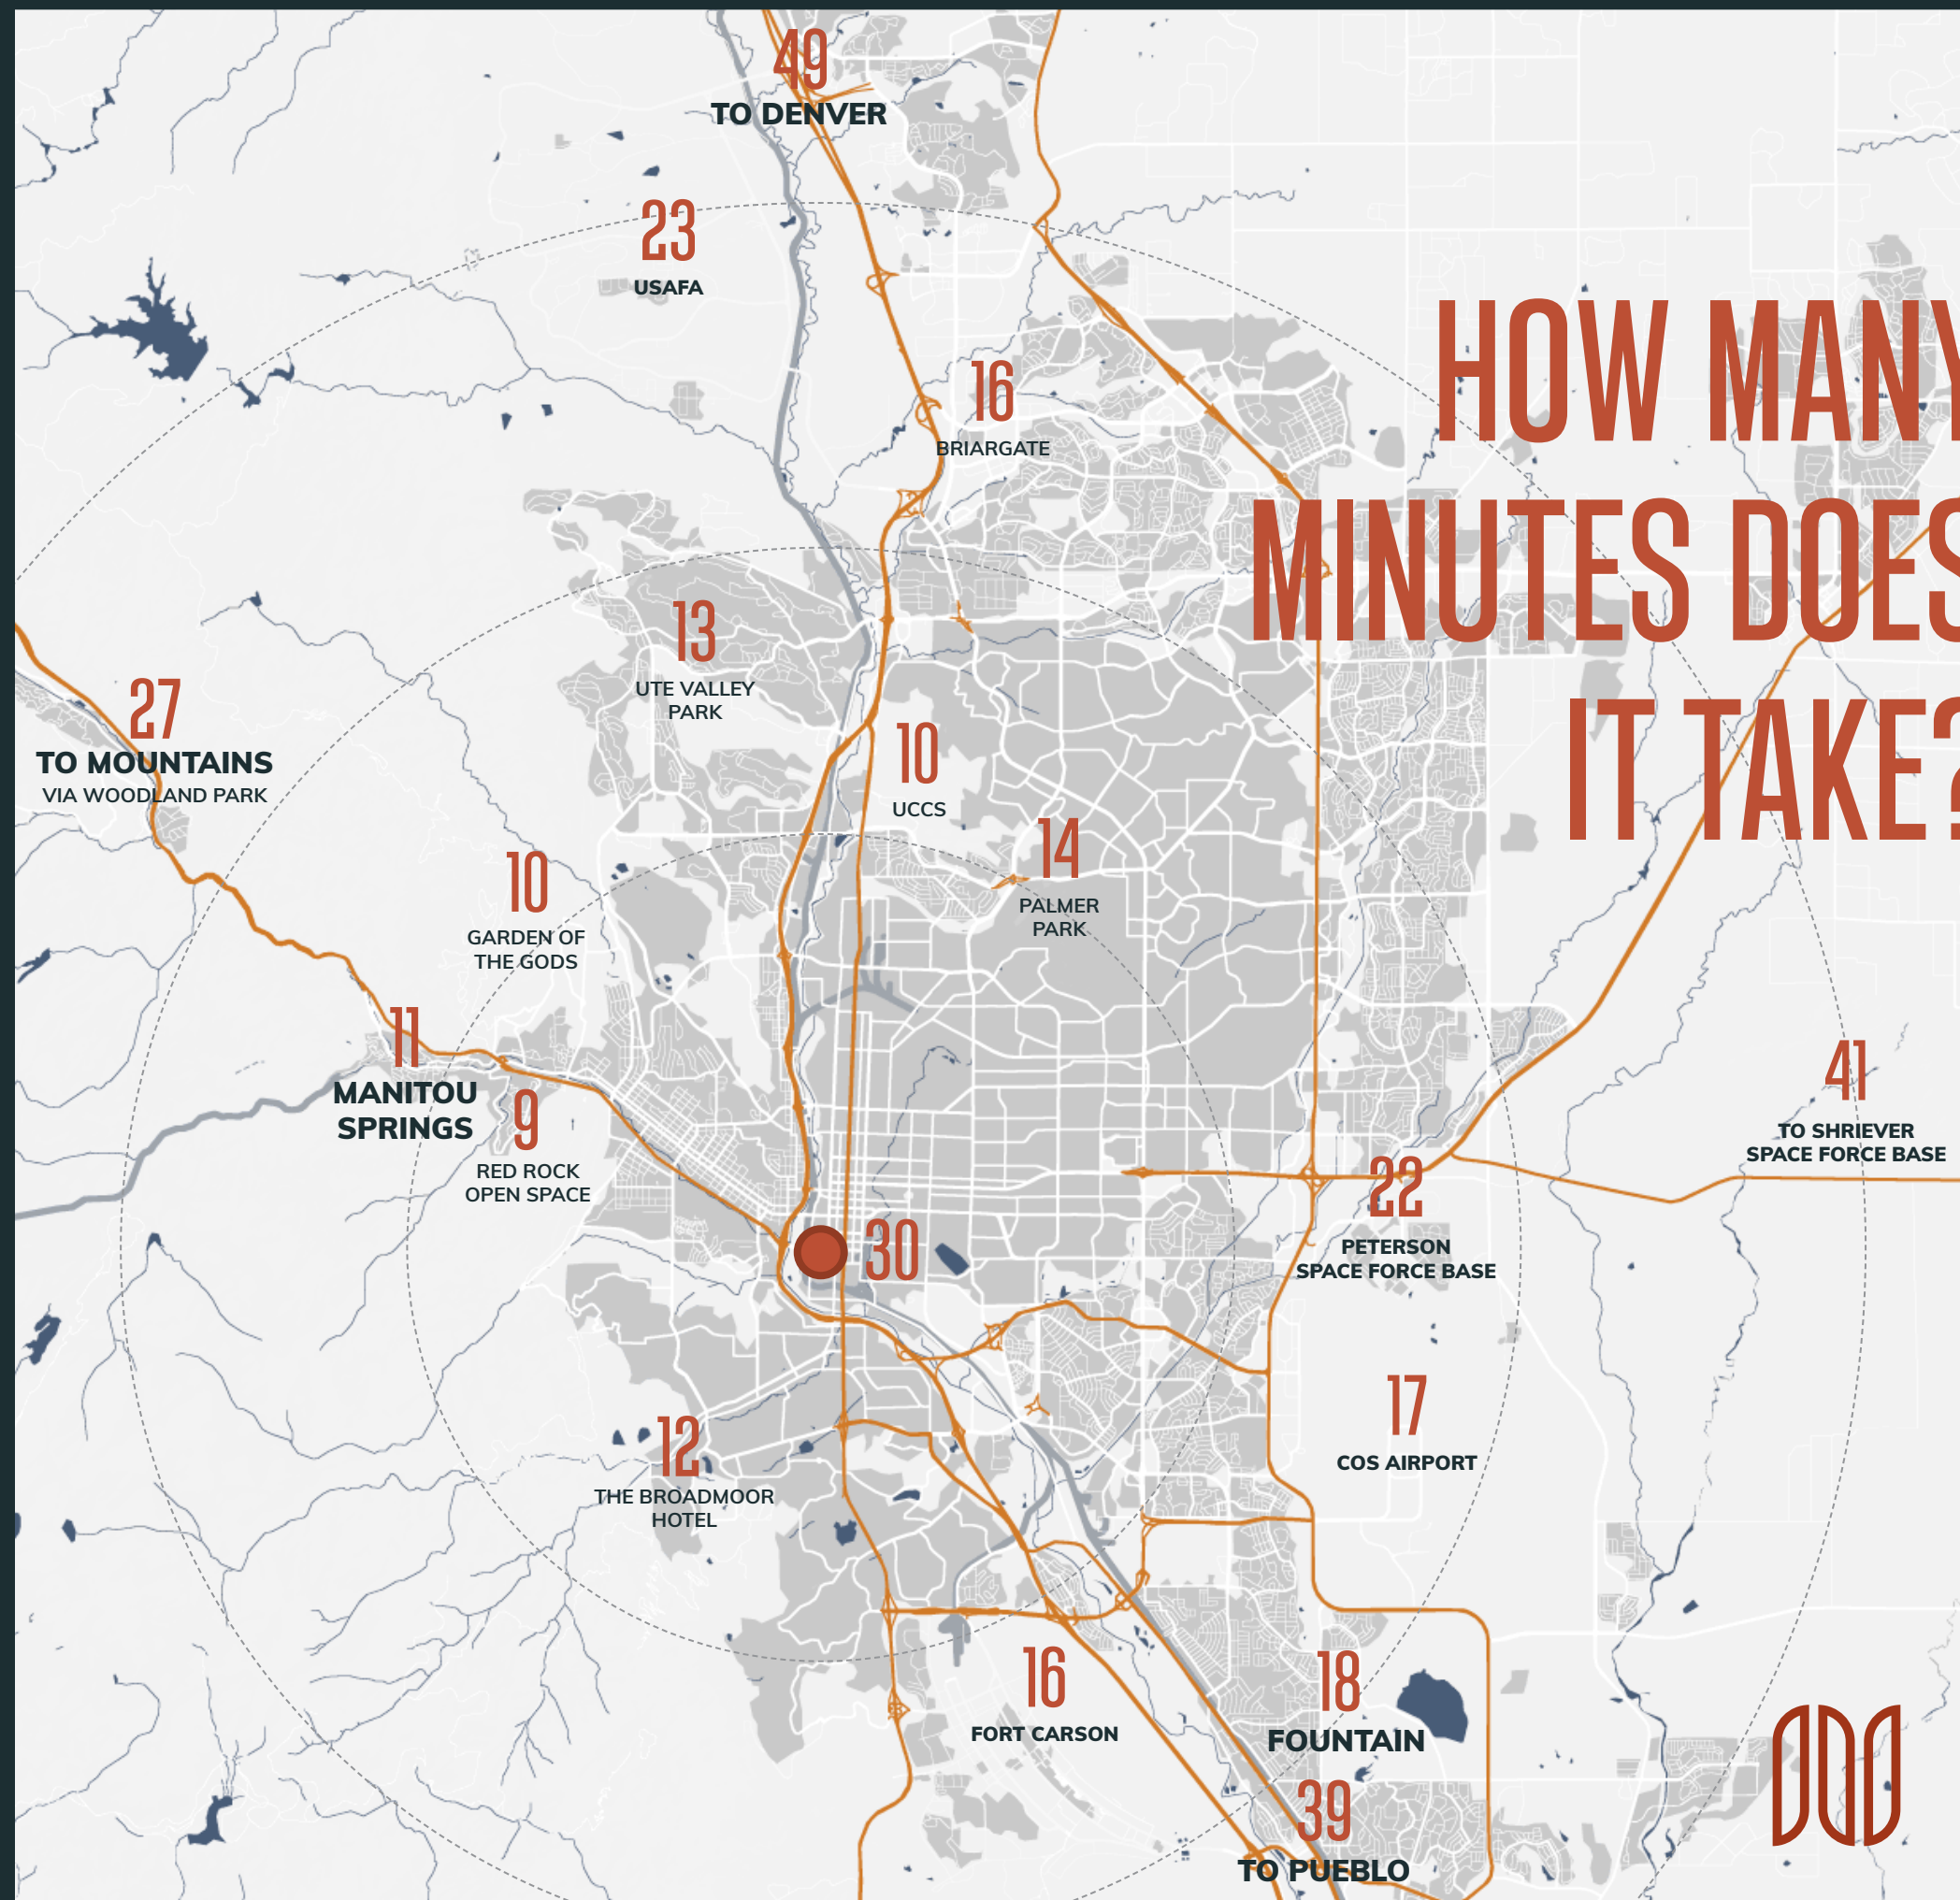 49
TO DENVER
23
USAFA
HOW MANY
MINUTES DOES
IT TAKE?
16
BRIARGATE
13
UTE VALLEY
PARK
27
TO MOUNTAINS
VIA WOODLAND PARK
10
UCCS
14
PALMER
PARK
10
GARDEN OF
THE GODS
11
MANITOU
SPRINGS
9
RED ROCK
OPEN SPACE
41
TO SHRIEVER
SPACE FORCE BASE
22
PETERSON
SPACE FORCE BASE
30
17
COS AIRPORT
12
THE BROADMOOR
HOTEL
16
FORT CARSON
18
FOUNTAIN
39
TO PUEBLO